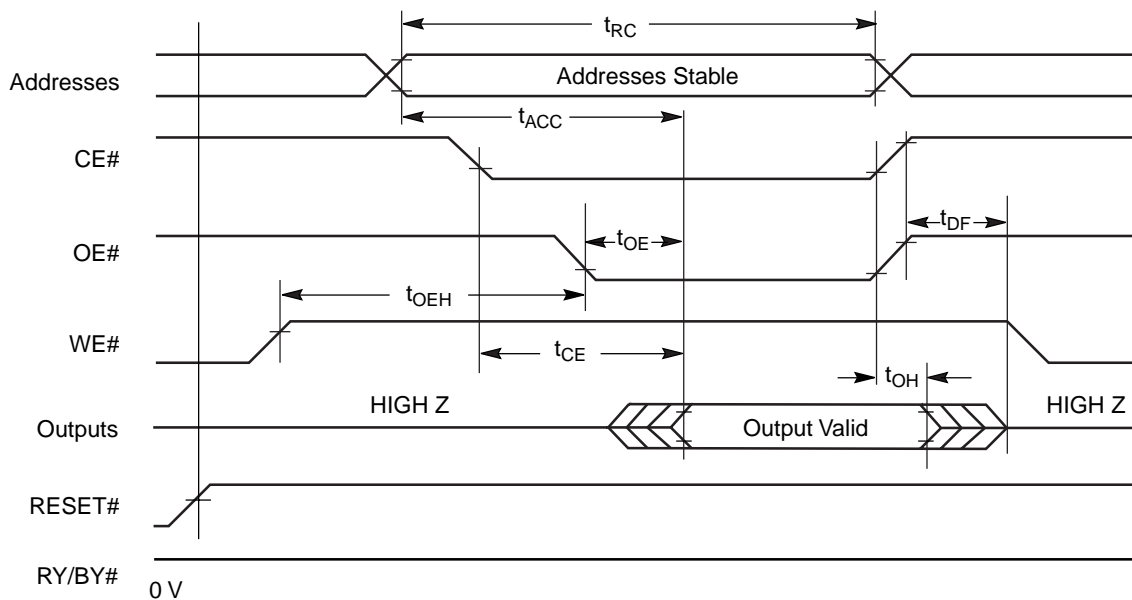 tRC
Addresses
Addresses Stable
tACC
CE#
tDF
OE#
tOE
tOEH
WE#
tCE
tOH
HIGH Z
HIGH Z
Outputs
Output Valid
RESET#
RY/BY#
0 V